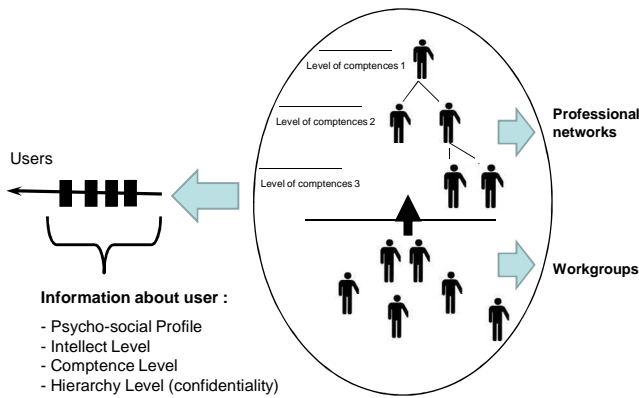 Level of comptences 1
Level of comptences 2
Professional
networks
Users
Level of comptences 3
Workgroups
Information about user :
- Psycho-social Profile
- Intellect Level
- Comptence Level
- Hierarchy Level (confidentiality)